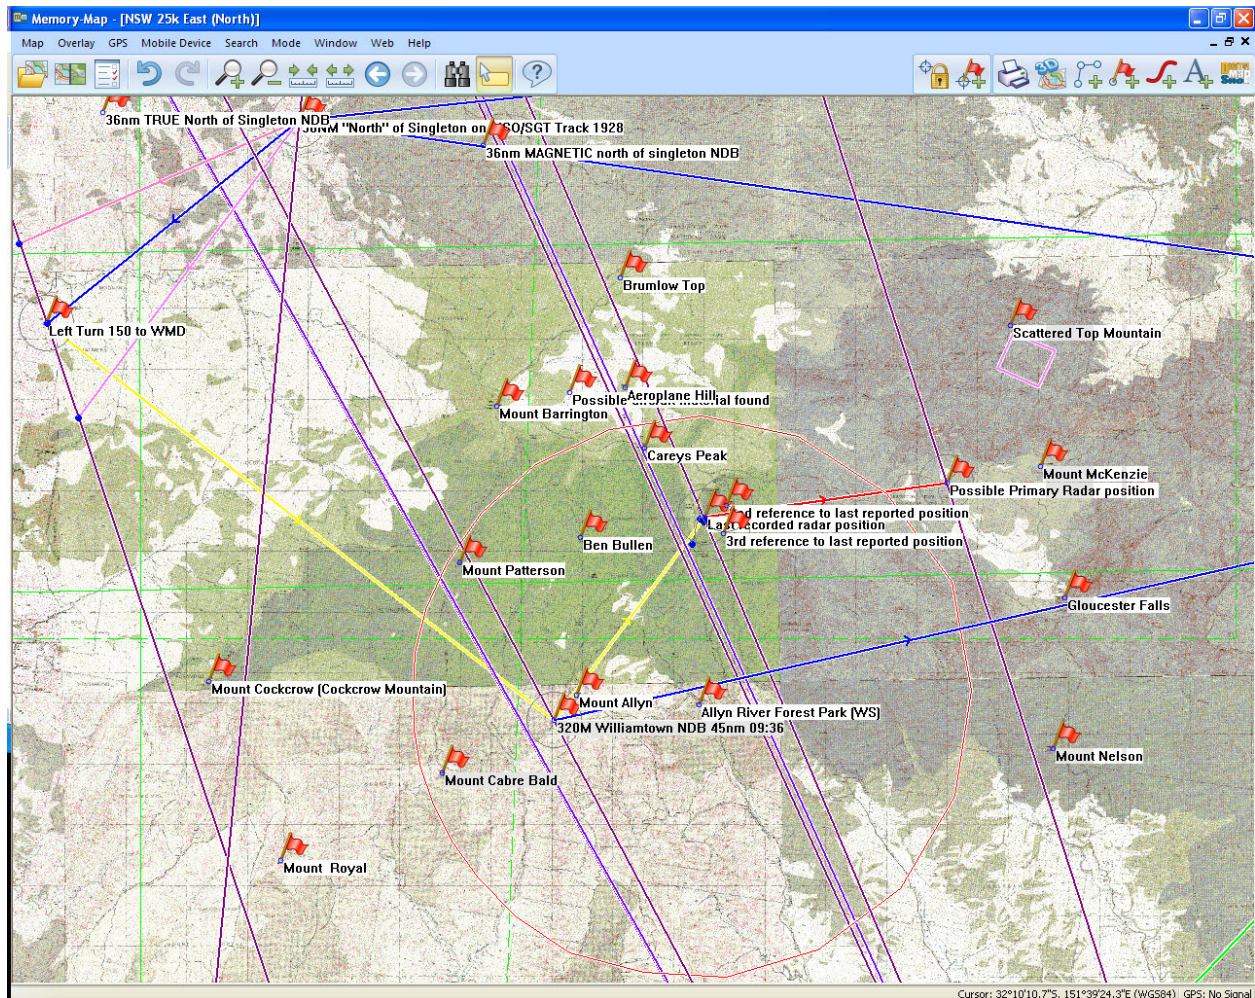 Memory-Map - [NSW 25k East (North)]
Map Overlay GPS Mobile Device Search Mode Window Web Help
36nm TRUE North of Singleton NDB
"North" of Singleton on SO/SGT Track 1928
36nm MAGNETIC north of singleton NDB
Brumlow Top
Left Turn 150 to WMD
Scattered Top Mountain
Aeroplane Hill
Possible material found
Mount Barrington
Careys Peak
Mount McKenzie
Possible Primary Radar position
reference to last reported position
Last recorded radar position
3rd reference to last reported position
Ben Bullen
Mount Patterson
Gloucester Falls
Mount Cockcrow (Cockcrow Mountain)
Mount Allyn
Allyn River Forest Park (WS)
320M Williamtown NDB 45nm 09:36
Mount Nelson
Mount Cabre Bald
Mount Royal
Cursor: 32°10'10.7"S, 151°39'24.3"E (WGS84) GPS: No Signal